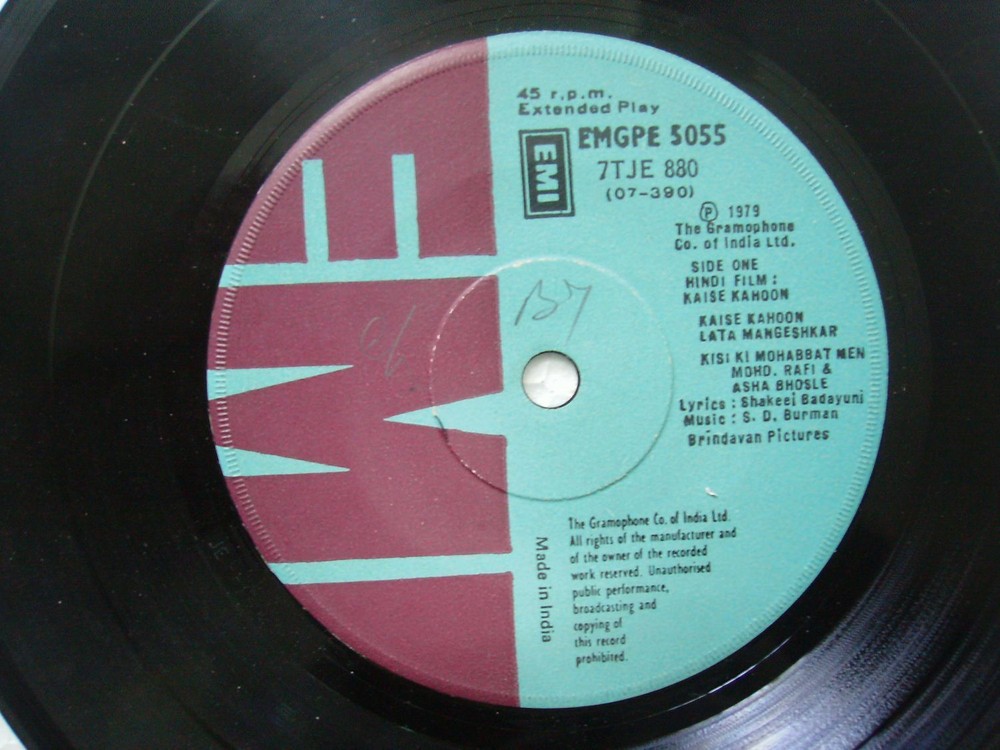 45 r.p.m.
Extended Play
EMI
EMGPE 5055
7TJE 880
(07-390)
Ⓟ 1979
The Gramophone
Co. of India Ltd.
SIDE ONE
HINDI FILM :
KAISE KAHOON
KAISE KAHOON
LATA MANGESHKAR
KISI KI MOHABBAT MEN
MOHD. RAFI &
ASHA BHOSLE
Lyrics : Shakeel Badayuni
Music : S. D. Burman
Brindavan Pictures
The Gramophone Co. of India Ltd.
All rights of the manufacturer and
of the owner of the recorded
work reserved. Unauthorised
public performance,
broadcasting and
copying of
this record
prohibited.
Made in India
EMI